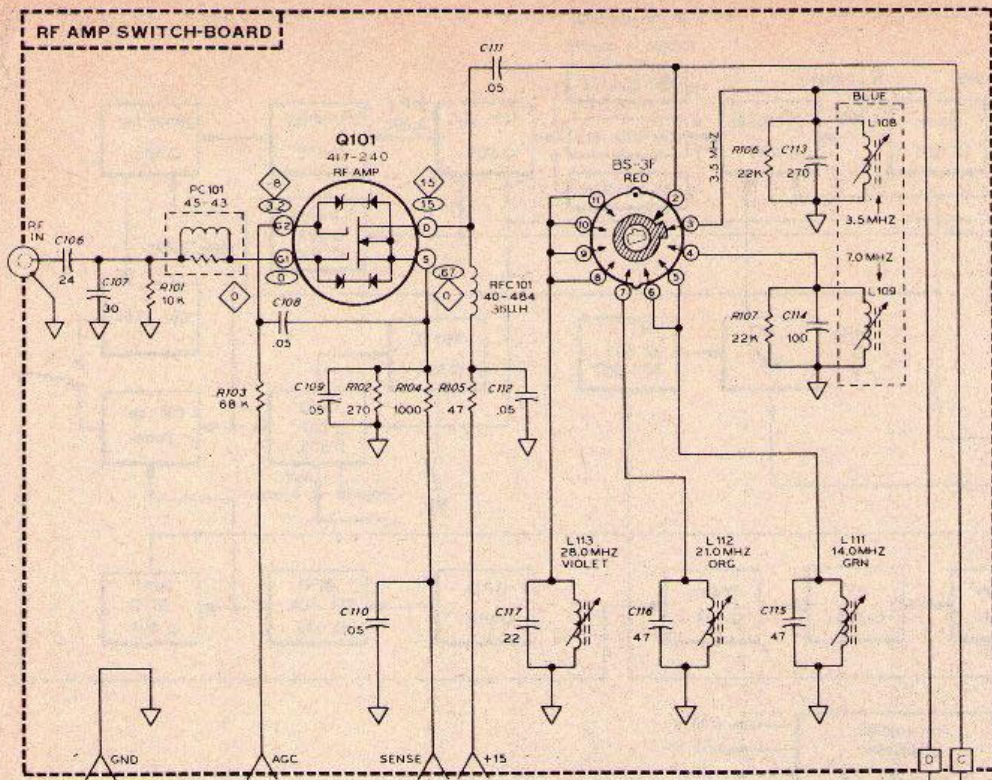 RF AMP SWITCH-BOARD
C111
.05
BLUE
L108
Q101
417-240
RF AMP
R106
22K
C113
270
3.5 MHZ
BS-3F
RED
PC101
45-43
-8
3.2
G2
G1
0
15
15
D
S
.67
0
0
11
10
9
8
7
6
5
4
3
2
3.5 MHZ
7.0 MHZ
L109
RF
IN
C106
24
C107
30
R101
10K
C108
.05
RFC101
40-484
R107
22K
C114
100
R103
68K
C109
.05
R102
270
R104
1000
R105
47
C112
.05
L113
28.0MHZ
VIOLET
L112
21.0MHZ
ORG
L111
14.0MHZ
GRN
C110
.05
C117
22
C116
47
C115
47
GND
AGC
SENSE
+15
D
C